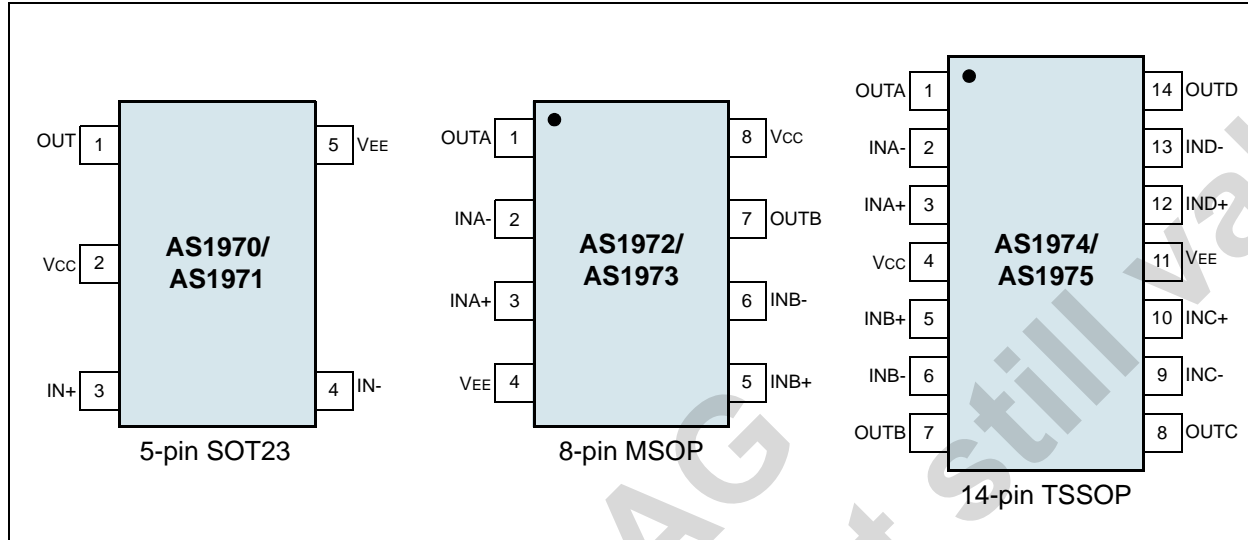 OUT 1
5 VEE
VCC 2
IN+ 3
4 IN-
AS1970/
AS1971
5-pin SOT23
OUTA 1
8 VCC
INA- 2
7 OUTB
INA+ 3
6 INB-
VEE 4
5 INB+
AS1972/
AS1973
8-pin MSOP
OUTA 1
14 OUTD
INA- 2
13 IND-
INA+ 3
12 IND+
VCC 4
11 VEE
INB+ 5
10 INC+
INB- 6
9 INC-
OUTB 7
8 OUTC
AS1974/
AS1975
14-pin TSSOP
AG
still